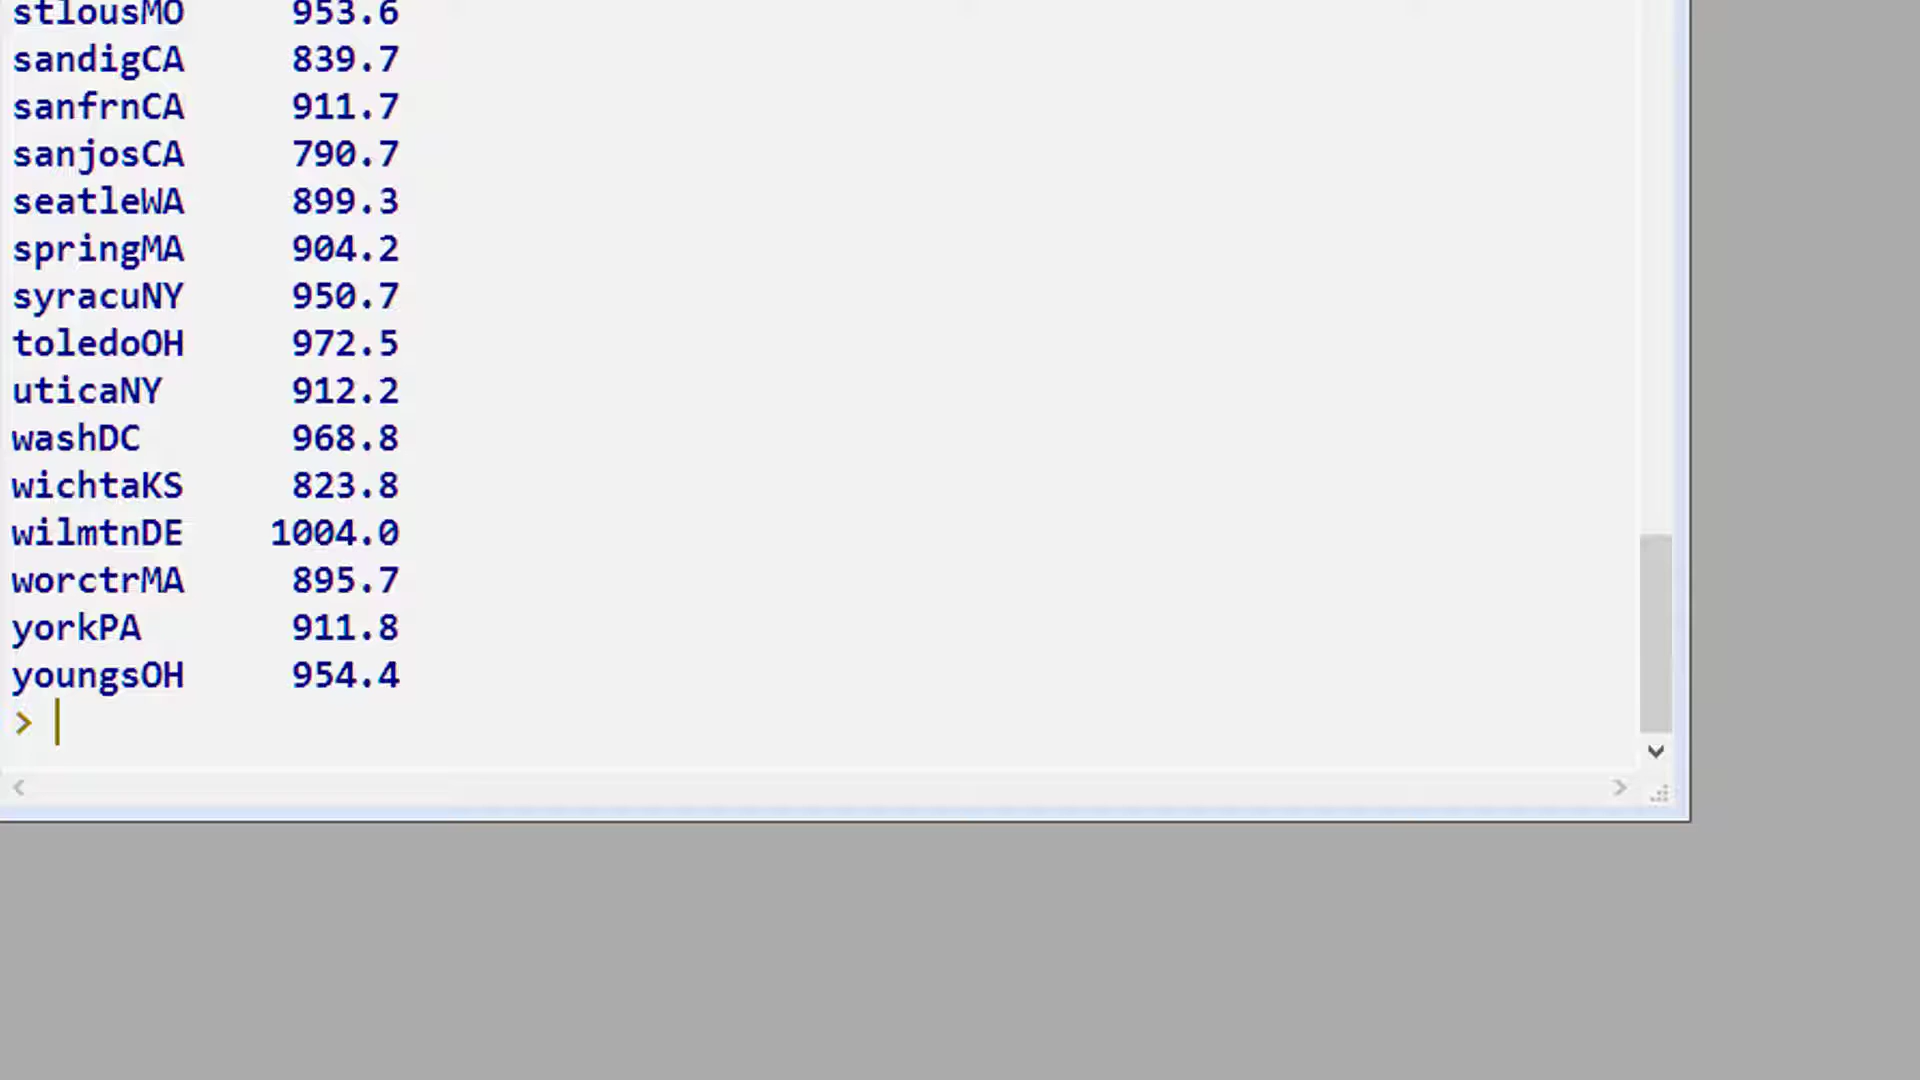 stlousMO 953.6
sandigCA 839.7
sanfrnCA 911.7
sanjosCA 790.7
seatleWA 899.3
springMA 904.2
syracuNY 950.7
toledoOH 972.5
uticaNY 912.2
washDC 968.8
wichtaKS 823.8
wilmtnDE 1004.0
worctrMA 895.7
yorkPA 911.8
youngsOH 954.4
>